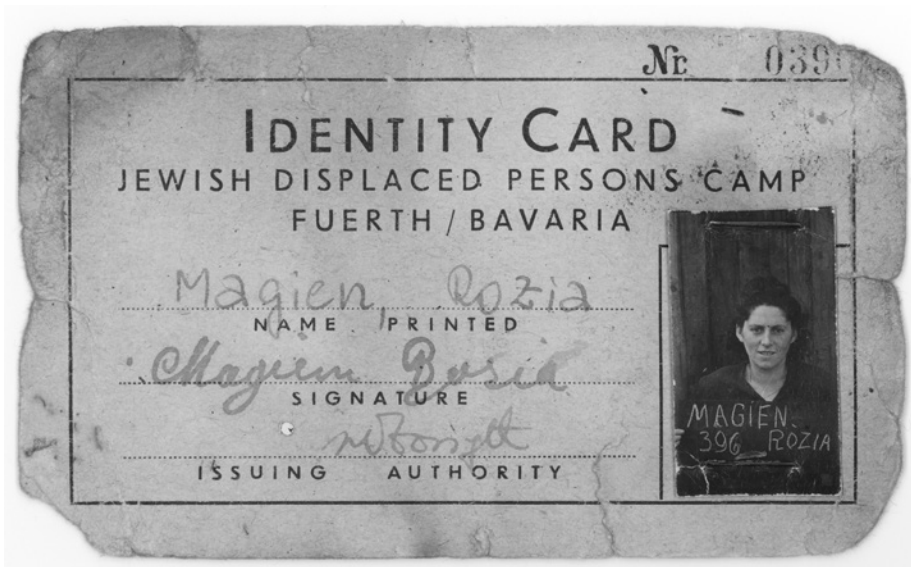 Nr. 039
IDENTITY CARD
JEWISH DISPLACED PERSONS CAMP
FUERTH / BAVARIA
Magien, Rozia
NAME PRINTED
Magien
SIGNATURE
ISSUING AUTHORITY
MAGIEN.
396 ROZIA